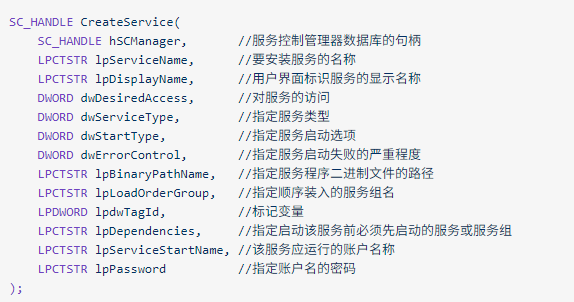 SC_HANDLE CreateService(
    SC_HANDLE hSCManager,       //服务控制管理器数据库的句柄
    LPCTSTR lpServiceName,      //要安装服务的名称
    LPCTSTR lpDisplayName,      //用户界面标识服务的显示名称
    DWORD dwDesiredAccess,      //对服务的访问
    DWORD dwServiceType,        //指定服务类型
    DWORD dwStartType,          //指定服务启动选项
    DWORD dwErrorControl,       //指定服务启动失败的严重程度
    LPCTSTR lpBinaryPathName,   //指定服务程序二进制文件的路径
    LPCTSTR lpLoadOrderGroup,   //指定顺序装入的服务组名
    LPDWORD lpdwTagId,          //标记变量
    LPCTSTR lpDependencies,     //指定启动该服务前必须先启动的服务或服务组
    LPCTSTR lpServiceStartName, //该服务应运行的账户名称
    LPCTSTR lpPassword          //指定账户名的密码
);